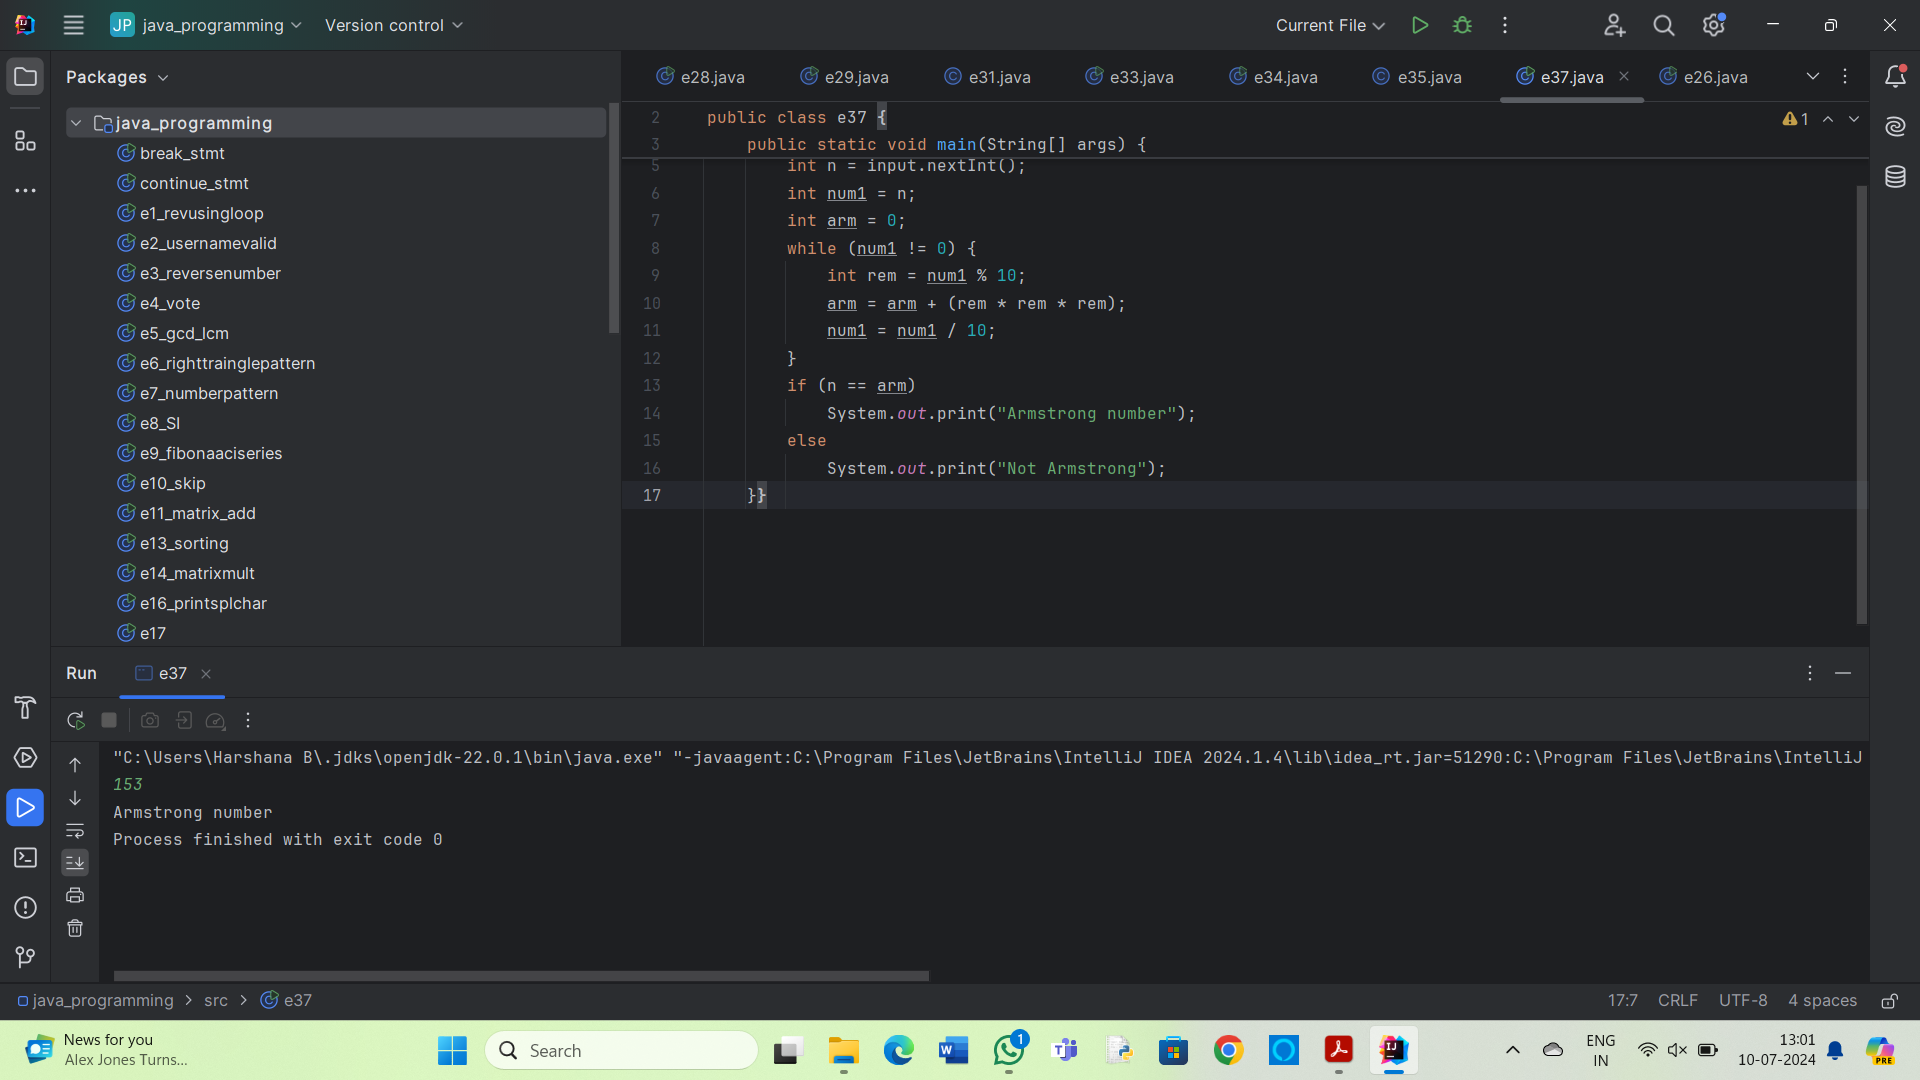 JP java_programming
Version control
Current File
Packages
java_programming
break_stmt
continue_stmt
e1_revusingloop
e2_usernamevalid
e3_reversenumber
e4_vote
e5_gcd_lcm
e6_righttrainglepattern
e7_numberpattern
e8_SI
e9_fibonaaciseries
e10_skip
e11_matrix_add
e13_sorting
e14_matrixmult
e16_printsplchar
e17
e28.java e29.java e31.java e33.java e34.java e35.java e37.java e26.java
1
2 public class e37 {
3 public static void main(String[] args) {
5 int n = input.nextInt();
6 int num1 = n;
7 int arm = 0;
8 while (num1 != 0) {
9 int rem = num1 % 10;
10 arm = arm + (rem * rem * rem);
11 num1 = num1 / 10;
12 }
13 if (n == arm)
14 System.out.print("Armstrong number");
15 else
16 System.out.print("Not Armstrong");
17 }}
Run e37
"C:\Users\Harshana B\.jdks\openjdk-22.0.1\bin\java.exe" "-javaagent:C:\Program Files\JetBrains\IntelliJ IDEA 2024.1.4\lib\idea_rt.jar=51290:C:\Program Files\JetBrains\IntelliJ
153
Armstrong number
Process finished with exit code 0
java_programming > src > e37
17:7 CRLF UTF-8 4 spaces
News for you
Alex Jones Turns...
Search
1
ENG
IN
13:01
10-07-2024
PRE